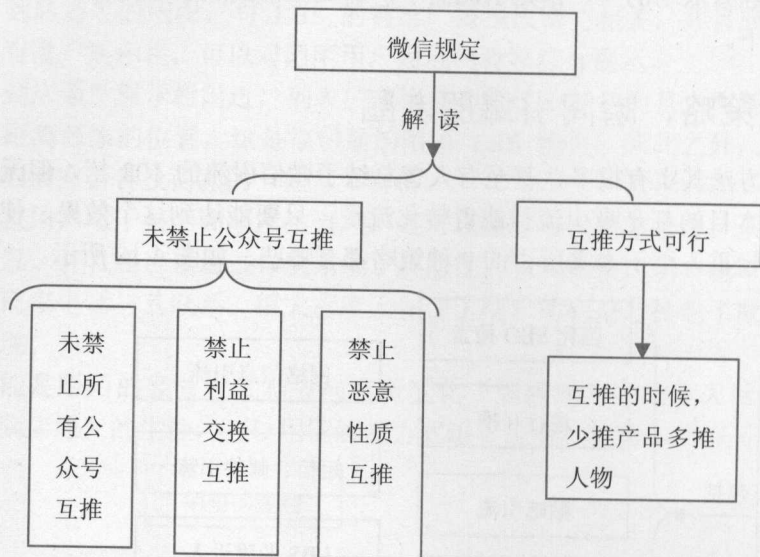 微信规定
解 读
未禁止公众号互推
互推方式可行
未禁
止所
有公
众号
互推
禁止
利益
交换
互推
禁止
恶意
性质
互推
互推的时候，
少推产品多推
人物